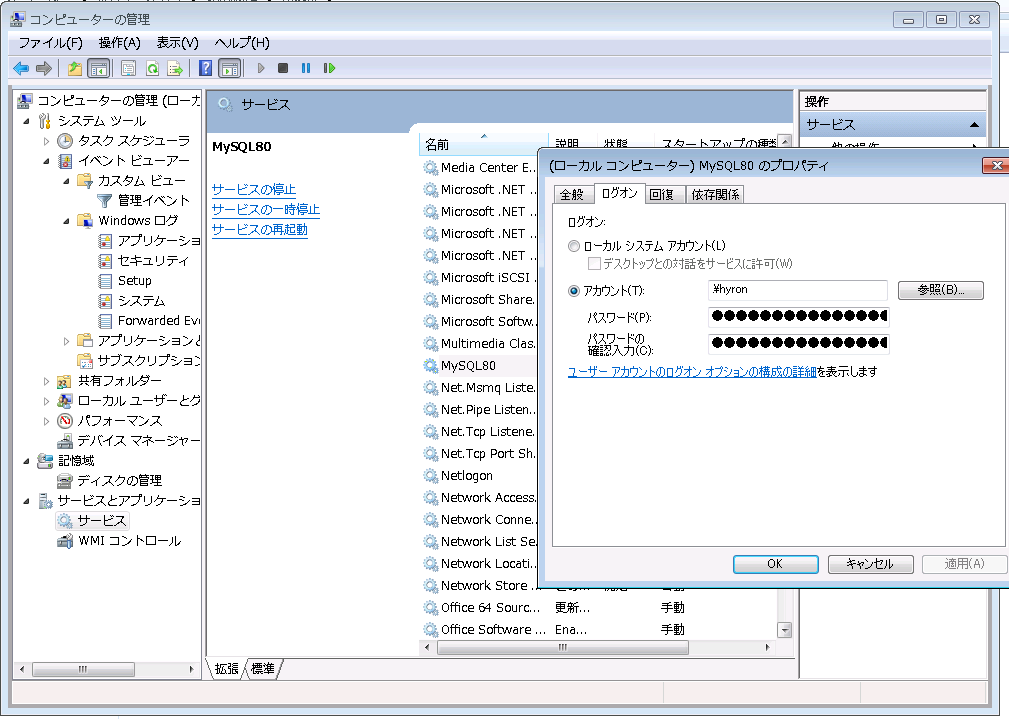 コンピューターの管理
ファイル(F) 操作(A) 表示(V) ヘルプ(H)
コンピューターの管理 (ローカ
システム ツール
タスク スケジューラ
イベント ビューアー
カスタム ビュー
管理イベント
Windows ログ
アプリケーショ
セキュリティ
Setup
システム
Forwarded Eve
アプリケーションと
サブスクリプション
共有フォルダー
ローカル ユーザーとグ
パフォーマンス
デバイス マネージャー
記憶域
ディスクの管理
サービスとアプリケーショ
サービス
WMI コントロール
サービス
MySQL80
サービスの停止
サービスの一時停止
サービスの再起動
名前 説明 状態 スタートアップの種類
Media Center E...
Microsoft .NET ...
Microsoft .NET ...
Microsoft .NET ...
Microsoft .NET ...
Microsoft iSCSI ...
Microsoft Share...
Microsoft Softw...
Multimedia Clas...
MySQL80
Net.Msmq Liste...
Net.Pipe Listen...
Net.Tcp Listene...
Net.Tcp Port Sh...
Netlogon
Network Access...
Network Conne...
Network List Se...
Network Locati...
Network Store ...
Office 64 Sourc... 更新... 手動
Office Software ... Ena... 手動
拡張 標準
操作
サービス
他の操作
(ローカル コンピューター) MySQL80 のプロパティ
全般 ログオン 回復 依存関係
ログオン:
ローカル システム アカウント(L)
デスクトップとの対話をサービスに許可(W)
アカウント(T): ¥hyron 参照(B)...
パスワード(P):
パスワードの
確認入力(C):
ユーザー アカウントのログオン オプションの構成の詳細を表示します
OK キャンセル 適用(A)